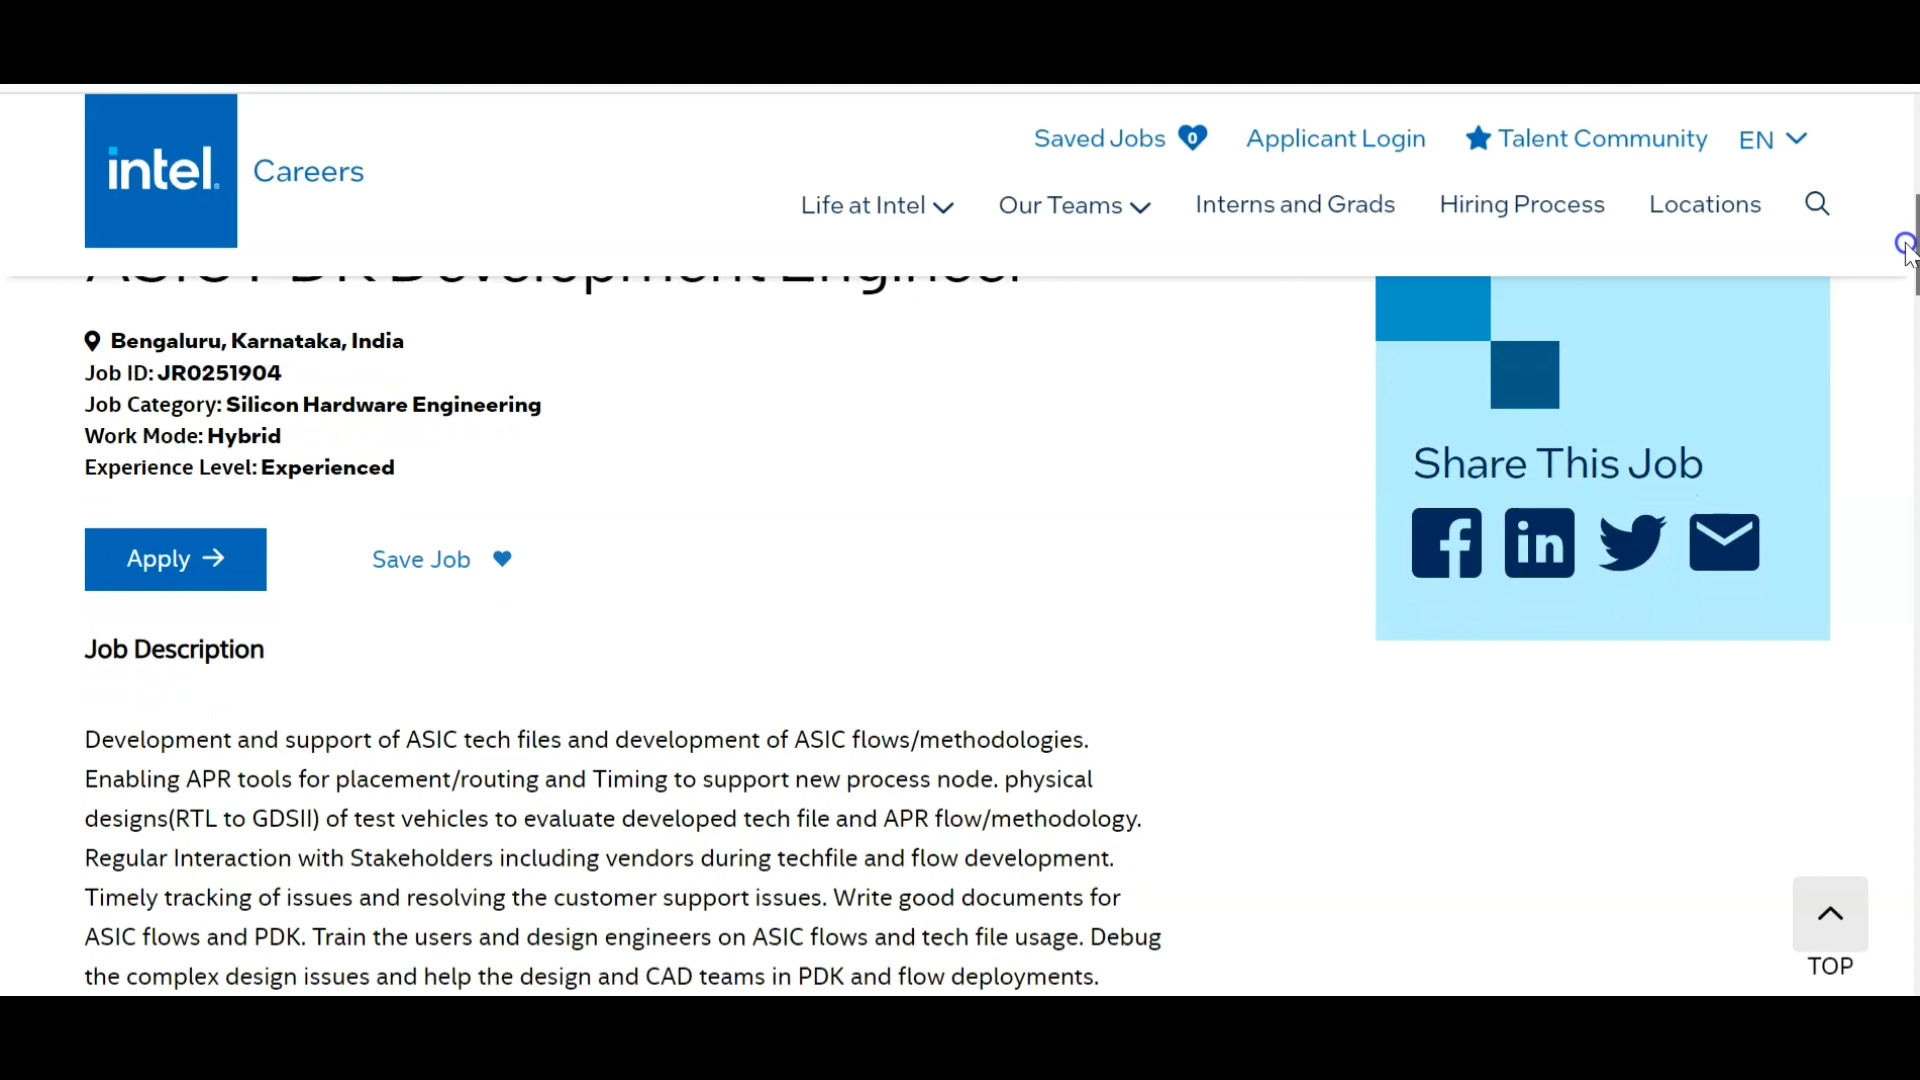 Saved Jobs 0 Applicant Login Talent Community EN
intel. Careers
Life at Intel Our Teams Interns and Grads Hiring Process Locations
ASIC PDK Development Engineer
Bengaluru, Karnataka, India
Job ID: JR0251904
Job Category: Silicon Hardware Engineering
Work Mode: Hybrid
Experience Level: Experienced
Share This Job
f in
Apply → Save Job
Job Description
Development and support of ASIC tech files and development of ASIC flows/methodologies.
Enabling APR tools for placement/routing and Timing to support new process node. physical
designs(RTL to GDSII) of test vehicles to evaluate developed tech file and APR flow/methodology.
Regular Interaction with Stakeholders including vendors during techfile and flow development.
Timely tracking of issues and resolving the customer support issues. Write good documents for
ASIC flows and PDK. Train the users and design engineers on ASIC flows and tech file usage. Debug
the complex design issues and help the design and CAD teams in PDK and flow deployments.
TOP